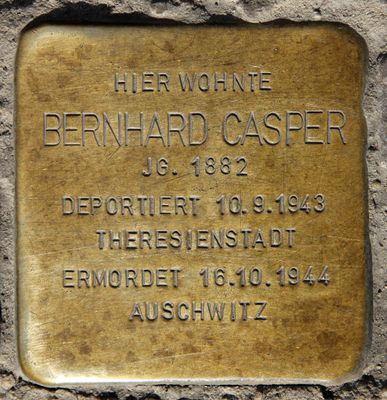 HIER WOHNTE
BERNHARD CASPER
JG. 1882
DEPORTIERT 10.9.1943
THERESIENSTADT
ERMORDET 16.10.1944
AUSCHWITZ